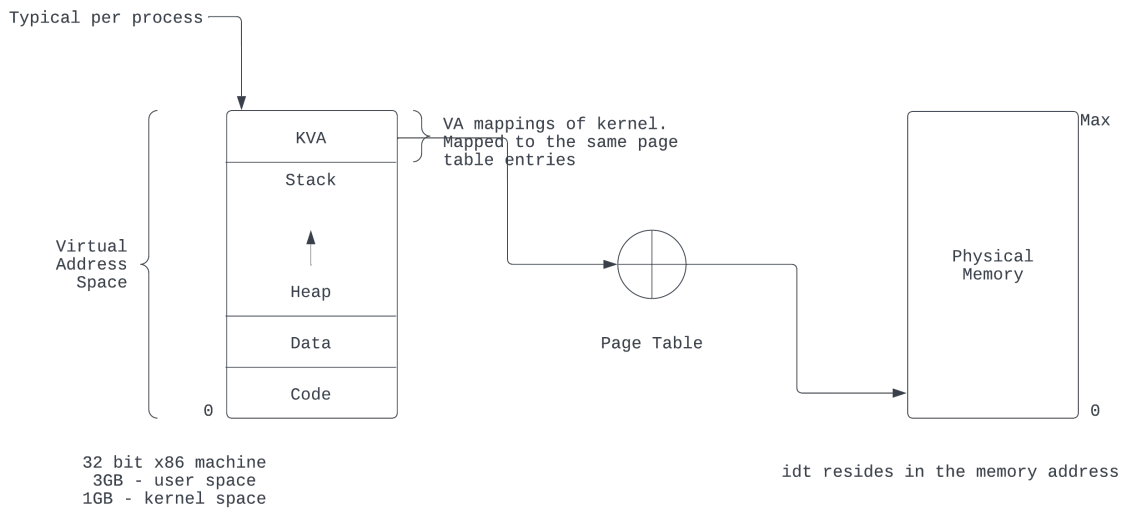 Typical per process
KVA
VA mappings of kernel.
Mapped to the same page
table entries
Max
Stack
Virtual
Address
Space
Heap
Physical
Memory
Data
Page Table
Code
0
0
32 bit x86 machine
3GB - user space
1GB - kernel space
idt resides in the memory address